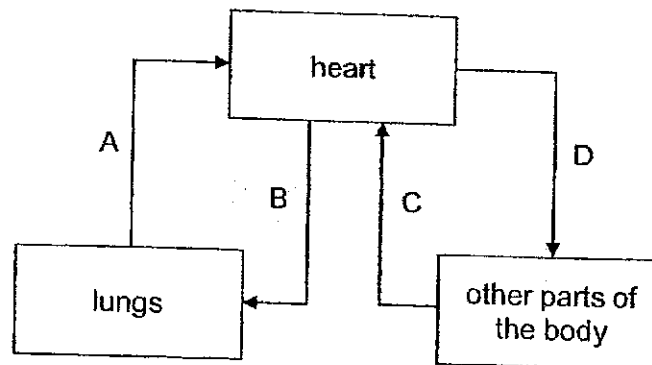 heart
A
B
C
D
lungs
other parts of
the body